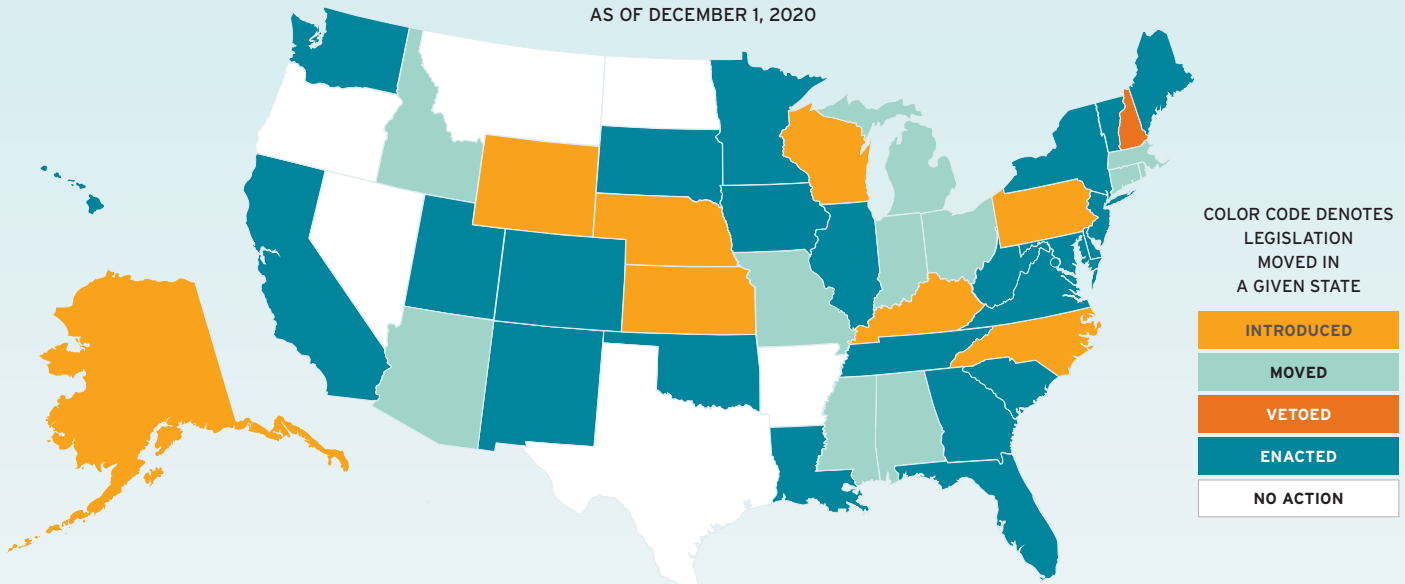 AS OF DECEMBER 1, 2020
COLOR CODE DENOTES
LEGISLATION
MOVED IN
A GIVEN STATE
INTRODUCED
MOVED
VETOED
ENACTED
NO ACTION